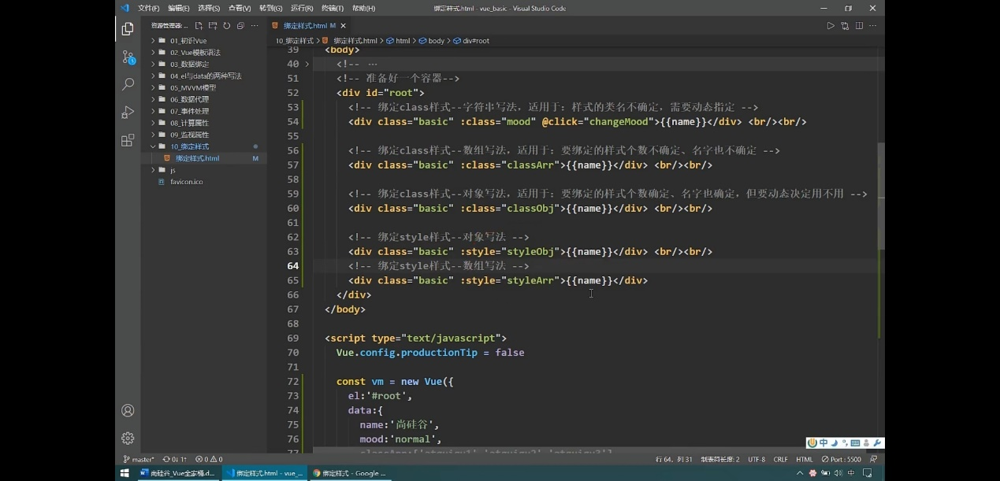 文件(F) 编辑(E) 选择(S) 查看(V) 转到(G) 运行(R) 终端(T) 帮助(H) 绑定样式.html - vue_basic - Visual Studio Code
资源管理器...
绑定样式.html M
10_绑定样式 > 绑定样式.html > html > body > div#root
01_初识Vue
02_Vue模板语法
03_数据绑定
04_el与data的两种写法
05_MVVM模型
06_数据代理
07_事件处理
08_计算属性
09_监视属性
10_绑定样式
绑定样式.html M
js
favicon.ico
39 <body>
40 <!-- ...
51 <!-- 准备好一个容器-->
52 <div id="root">
53 <!-- 绑定class样式--字符串写法，适用于：样式的类名不确定，需要动态指定 -->
54 <div class="basic" :class="mood" @click="changeMood">{{name}}</div> <br/><br/>
55
56 <!-- 绑定class样式--数组写法，适用于：要绑定的样式个数不确定、名字也不确定 -->
57 <div class="basic" :class="classArr">{{name}}</div> <br/><br/>
58
59 <!-- 绑定class样式--对象写法，适用于：要绑定的样式个数确定、名字也确定，但要动态决定用不用 -->
60 <div class="basic" :class="classObj">{{name}}</div> <br/><br/>
61
62 <!-- 绑定style样式--对象写法 -->
63 <div class="basic" :style="styleObj">{{name}}</div> <br/><br/>
64 <!-- 绑定style样式--数组写法 -->
65 <div class="basic" :style="styleArr">{{name}}</div>
66 </div>
67 </body>
68
69 <script type="text/javascript">
70 Vue.config.productionTip = false
71
72 const vm = new Vue({
73 el:'#root',
74 data:{
75 name:'尚硅谷',
76 mood:'normal',
77 classArr:['atguigu1','atguigu2','atguigu3']
中
master* 0↓ 1↑ 0 0 行 64，列 31 制表符长度: 2 UTF-8 CRLF HTML Port : 5500
尚硅谷_Vue全家桶.d... 绑定样式.html - vue_... 绑定样式 - Google ... 中